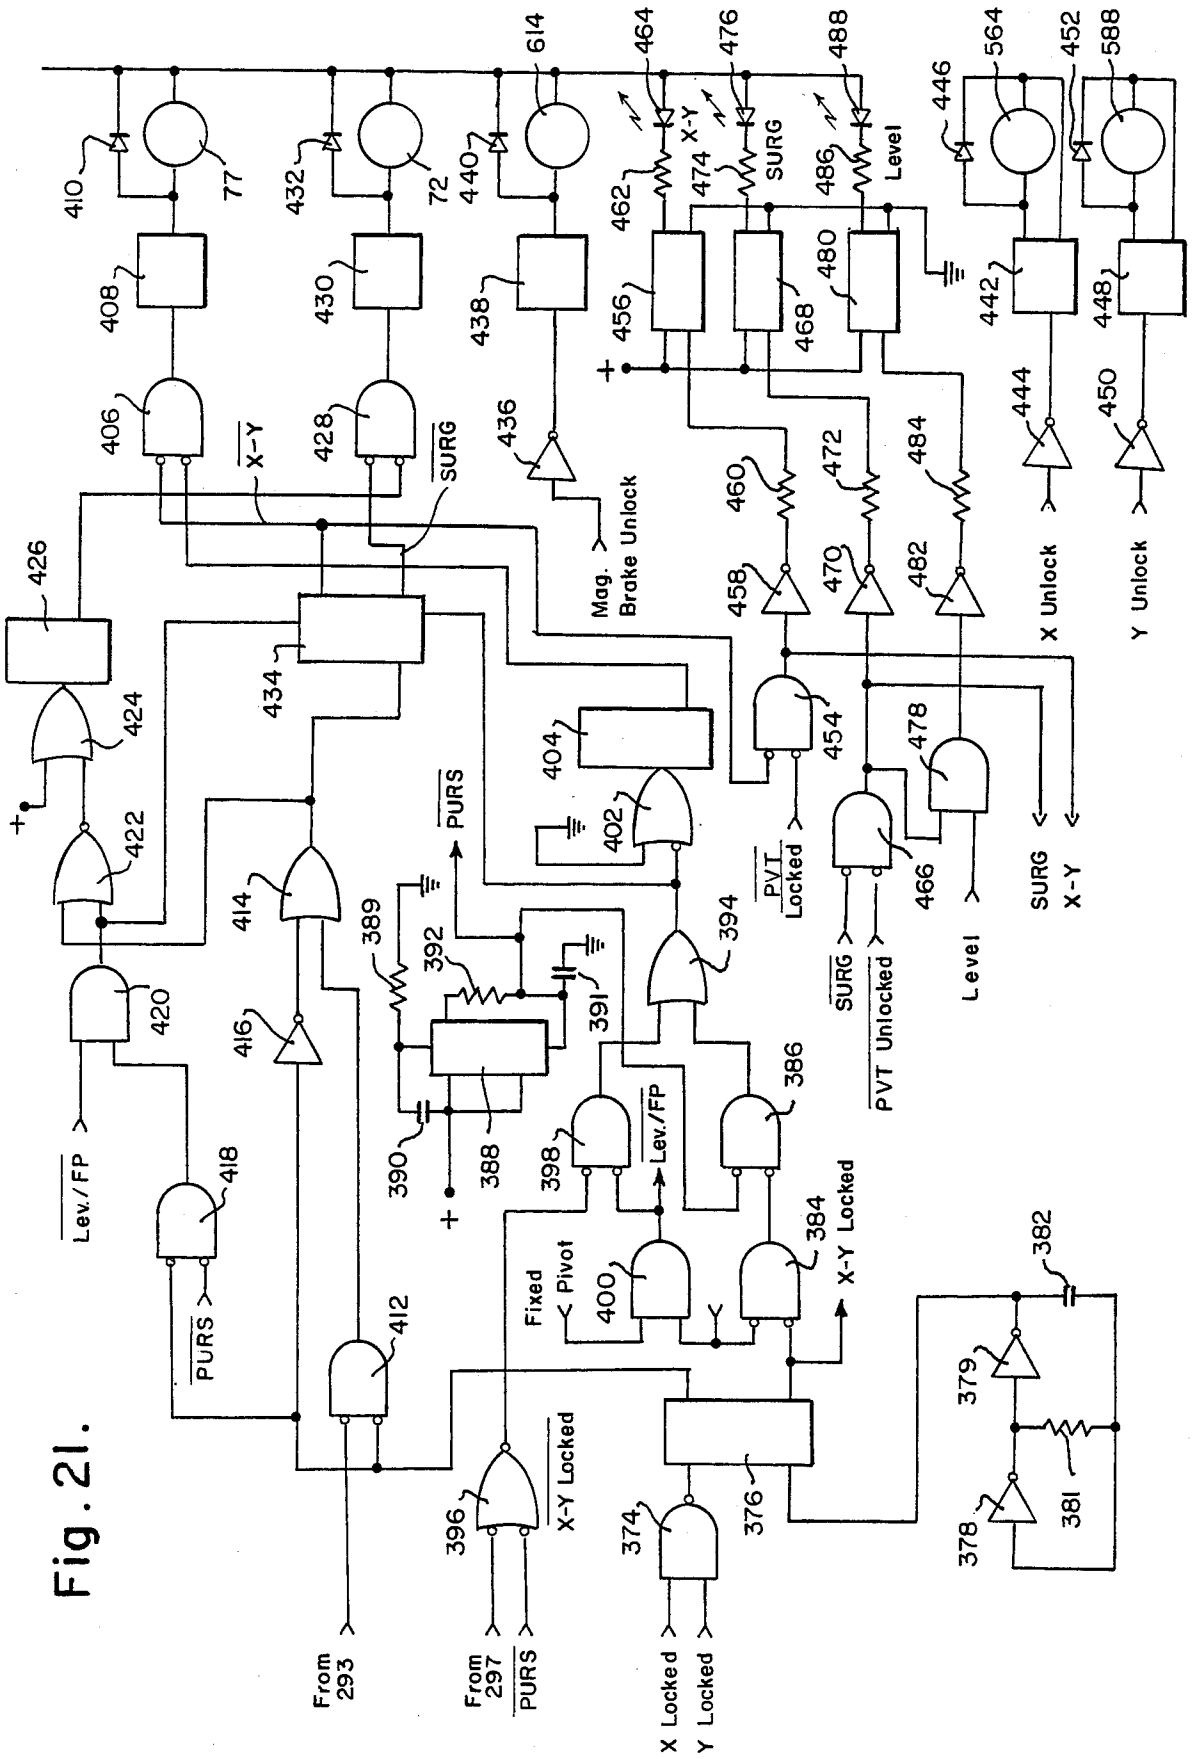 Fig. 21.
410
77
408
406
432
72
430
428
X-Y
SURG
440
614
438
436
Mag.
Brake Unlock
426
424
+
422
420
Lev./FP
418
PURS
434
414
416
412
From
293
PURS
389
392
391
390
388
+
404
402
394
398
386
Lev./FP
Fixed
Pivot
400
384
X-Y Locked
396
From
297
PURS
X-Y Locked
374
376
X Locked
Y Locked
382
379
381
378
464
X-Y
462
476
SURG
474
488
Level
486
456
468
480
+
460
458
472
470
484
482
454
PVT
Locked
478
466
SURG
PVT Unlocked
Level
SURG
X-Y
564
446
442
444
X Unlock
452
588
448
450
Y Unlock